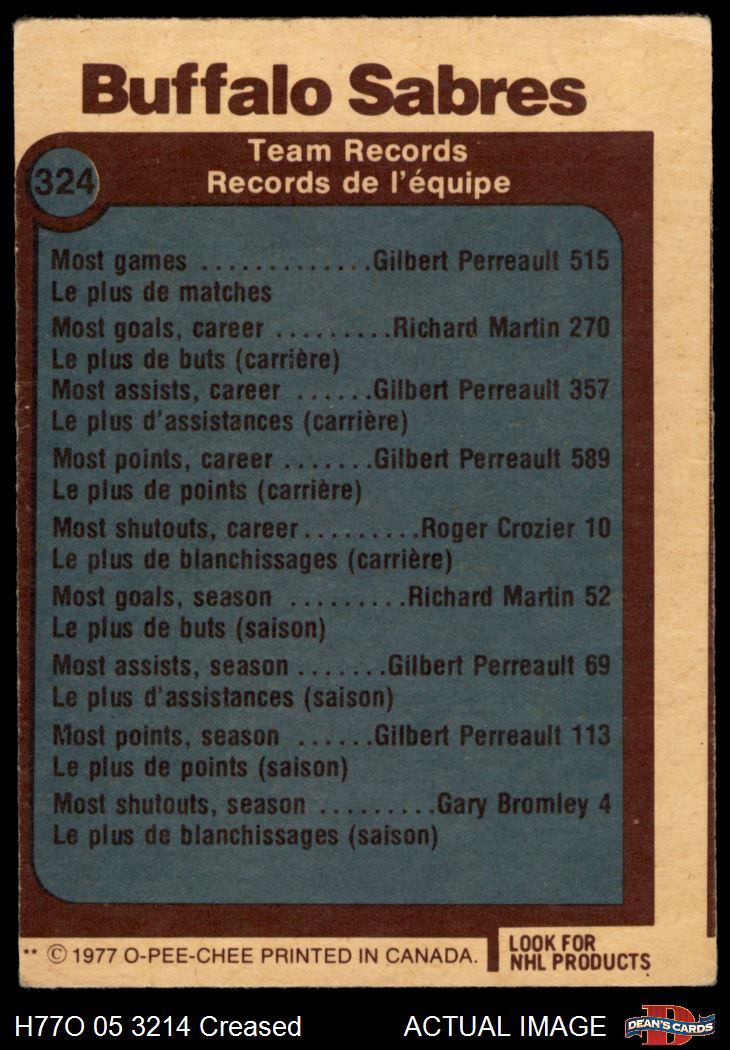 Buffalo Sabres
324
Team Records
Records de l'équipe
Most games .............Gilbert Perreault 515
Le plus de matches
Most goals, career .........Richard Martin 270
Le plus de buts (carrière)
Most assists, career ......Gilbert Perreault 357
Le plus d'assistances (carrière)
Most points, career .......Gilbert Perreault 589
Le plus de points (carrière)
Most shutouts, career.........Roger Crozier 10
Le plus de blanchissages (carrière)
Most goals, season .........Richard Martin 52
Le plus de buts (saison)
Most assists, season .......Gilbert Perreault 69
Le plus d'assistances (saison)
Most points, season ......Gilbert Perreault 113
Le plus de points (saison)
Most shutouts, season .........Gary Bromley 4
Le plus de blanchissages (saison)
** © 1977 O-PEE-CHEE PRINTED IN CANADA.
LOOK FOR
NHL PRODUCTS
H77O 05 3214 Creased
ACTUAL IMAGE
D
DEAN'S CARDS